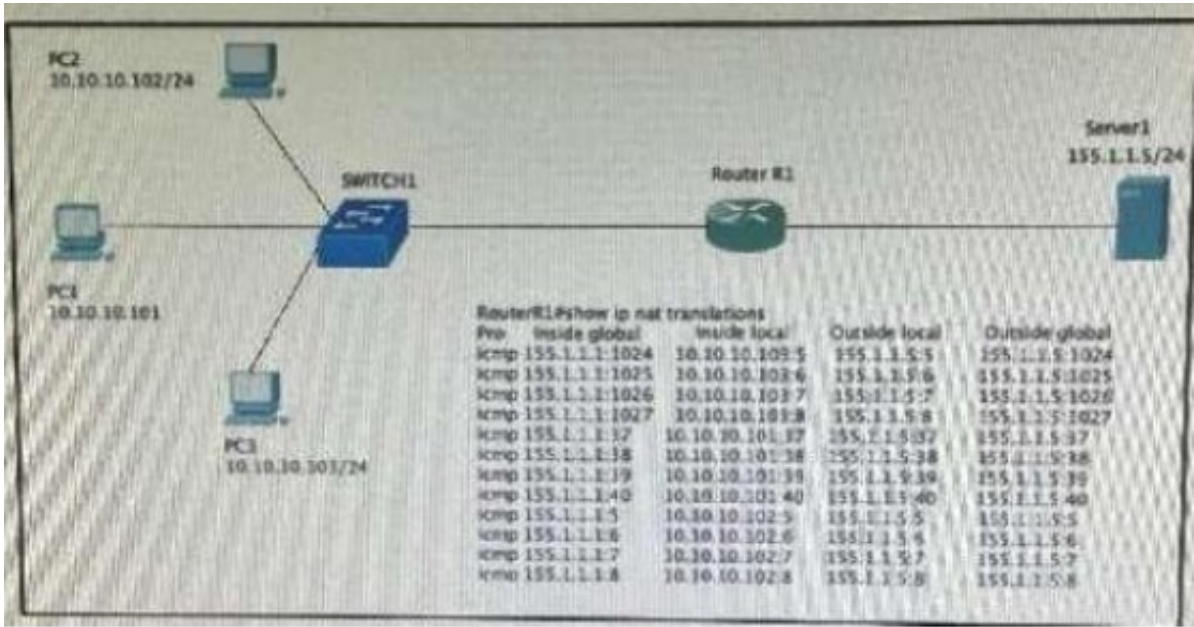 PC2
10.10.10.102/24
Server1
155.1.1.5/24
SWITCH1
Router R1
PC1
10.10.10.101
PC3
10.10.10.103/24
RouterR1#show ip nat translations
Pro Inside global Inside local Outside local Outside global
icmp 155.1.1.1:1024 10.10.10.103:5 155.1.1.5:5 155.1.1.5:1024
icmp 155.1.1.1:1025 10.10.10.103:6 155.1.1.5:6 155.1.1.5:1025
icmp 155.1.1.1:1026 10.10.10.103:7 155.1.1.5:7 155.1.1.5:1026
icmp 155.1.1.1:1027 10.10.10.103:8 155.1.1.5:8 155.1.1.5:1027
icmp 155.1.1.1:37 10.10.10.101:37 155.1.1.5:37 155.1.1.5:37
icmp 155.1.1.1:38 10.10.10.101:38 155.1.1.5:38 155.1.1.5:38
icmp 155.1.1.1:39 10.10.10.101:39 155.1.1.5:39 155.1.1.5:39
icmp 155.1.1.1:40 10.10.10.101:40 155.1.1.5:40 155.1.1.5:40
icmp 155.1.1.1:5 10.10.10.102:5 155.1.1.5:5 155.1.1.5:5
icmp 155.1.1.1:6 10.10.10.102:6 155.1.1.5:6 155.1.1.5:6
icmp 155.1.1.1:7 10.10.10.102:7 155.1.1.5:7 155.1.1.5:7
icmp 155.1.1.1:8 10.10.10.102:8 155.1.1.5:8 155.1.1.5:8